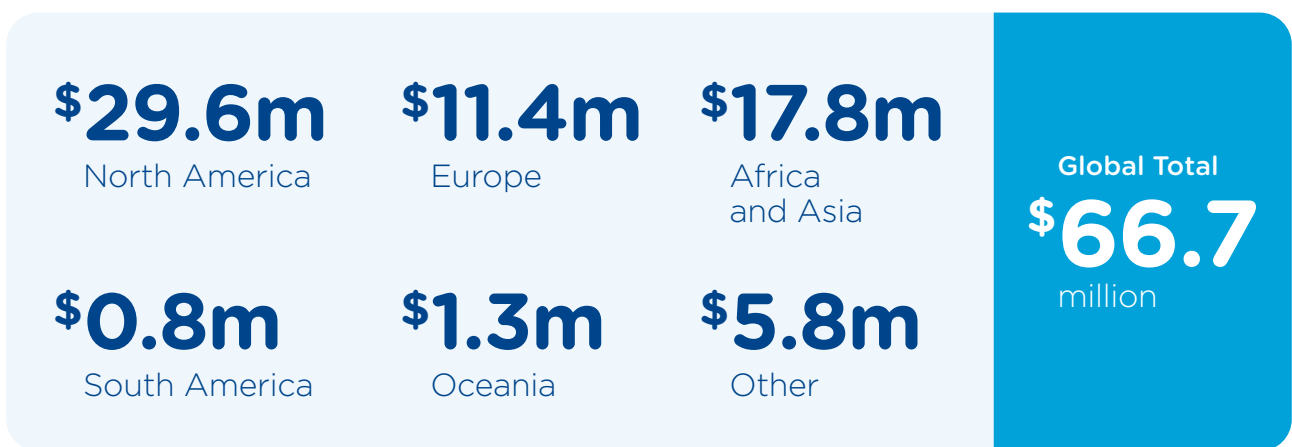 $29.6m
North America
$11.4m
Europe
$17.8m
Africa
and Asia
$0.8m
South America
$1.3m
Oceania
$5.8m
Other
Global Total
$66.7
million